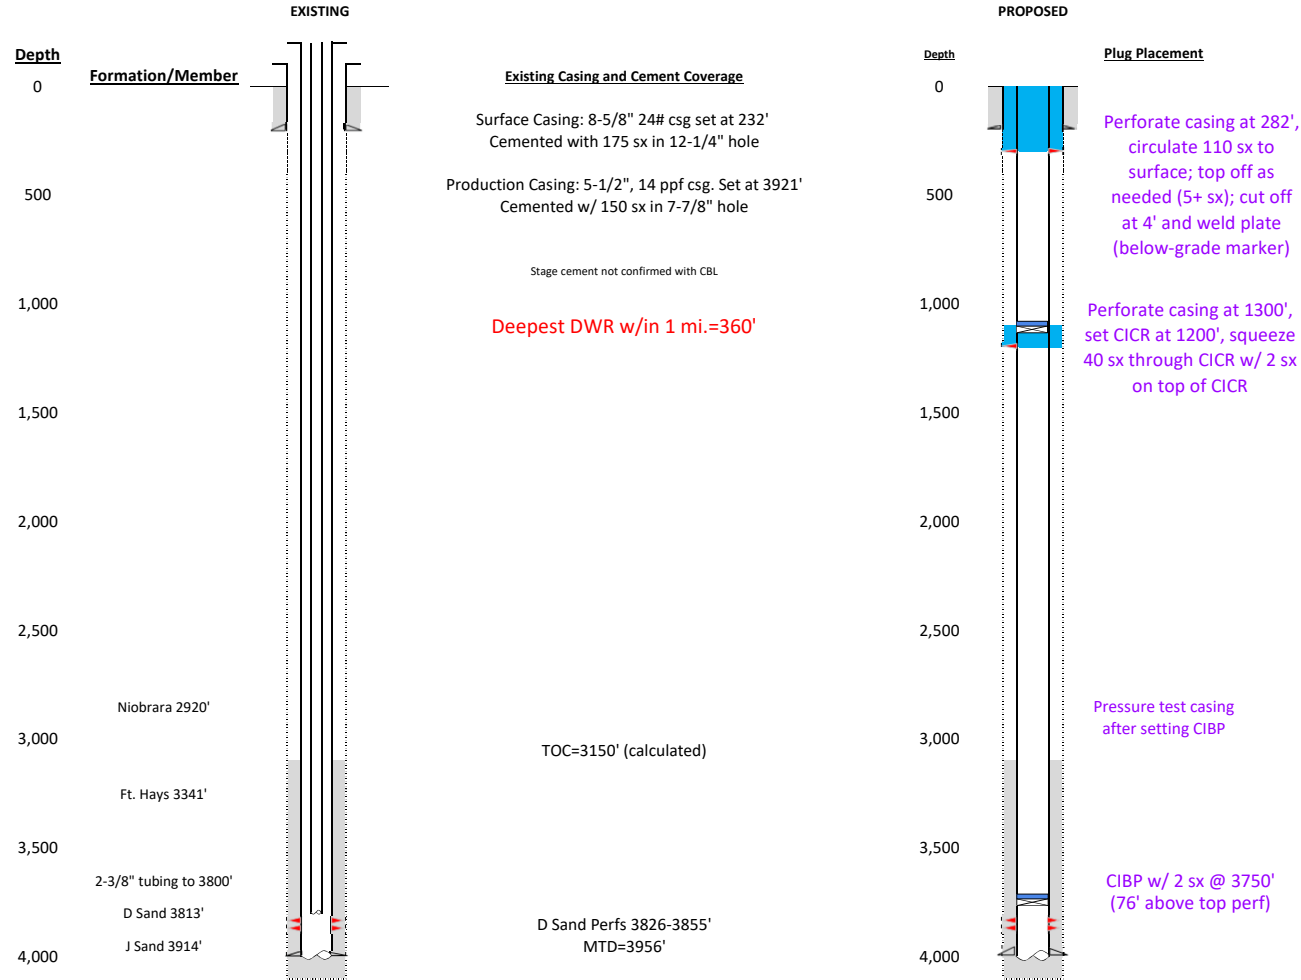 EXISTING
Depth
Formation/Member
Existing Casing and Cement Coverage
0
Surface Casing: 8-5/8" 24# csg set at 232'
Cemented with 175 sx in 12-1/4" hole
500
Production Casing: 5-1/2", 14 ppf csg. Set at 3921'
Cemented w/ 150 sx in 7-7/8" hole
Stage cement not confirmed with CBL
1,000
Deepest DWR w/in 1 mi.=360'
1,500
2,000
2,500
Niobrara 2920'
3,000
TOC=3150' (calculated)
Ft. Hays 3341'
3,500
2-3/8" tubing to 3800'
D Sand 3813'
D Sand Perfs 3826-3855'
J Sand 3914'
MTD=3956'
4,000
PROPOSED
Depth
Plug Placement
0
Perforate casing at 282',
circulate 110 sx to
surface; top off as
needed (5+ sx); cut off
at 4' and weld plate
(below-grade marker)
500
1,000
Perforate casing at 1300',
set CICR at 1200', squeeze
40 sx through CICR w/ 2 sx
on top of CICR
1,500
2,000
2,500
Pressure test casing
after setting CIBP
3,000
3,500
CIBP w/ 2 sx @ 3750'
(76' above top perf)
4,000